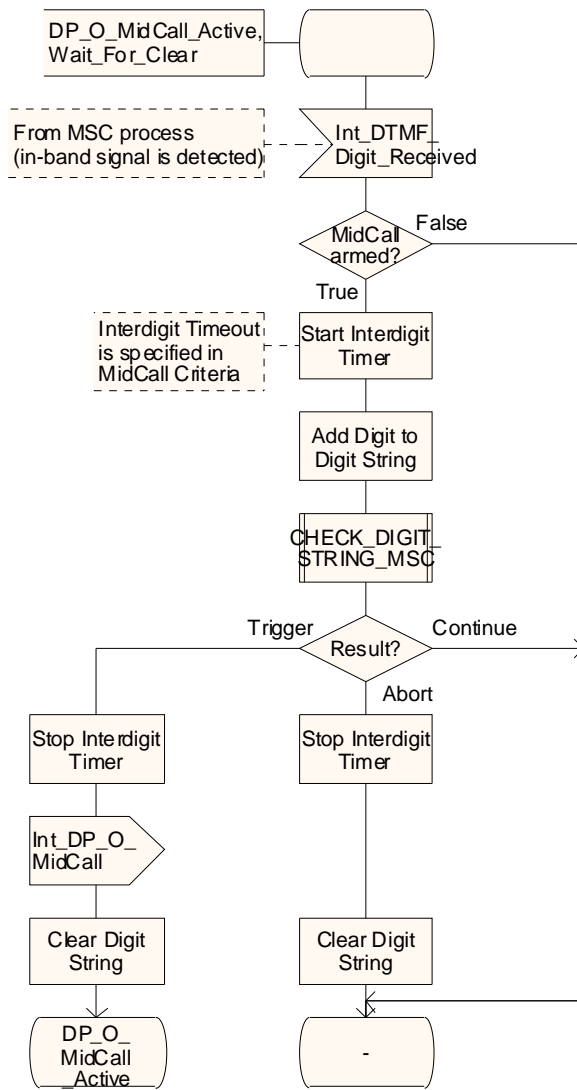 DP_O_MidCall_Active,
Wait_For_Clear
From MSC process
(in-band signal is detected)
Int_DTMF_
Digit_Received
MidCall
armed?
False
True
Interdigit Timeout
is specified in
MidCall Criteria
Start Interdigit
Timer
Add Digit to
Digit String
CHECK_DIGIT_
STRING_MSC
Trigger
Result?
Continue
Abort
Stop Interdigit
Timer
Stop Interdigit
Timer
Int_DP_O_
MidCall
Clear Digit
String
Clear Digit
String
DP_O_
MidCall
_Active
-